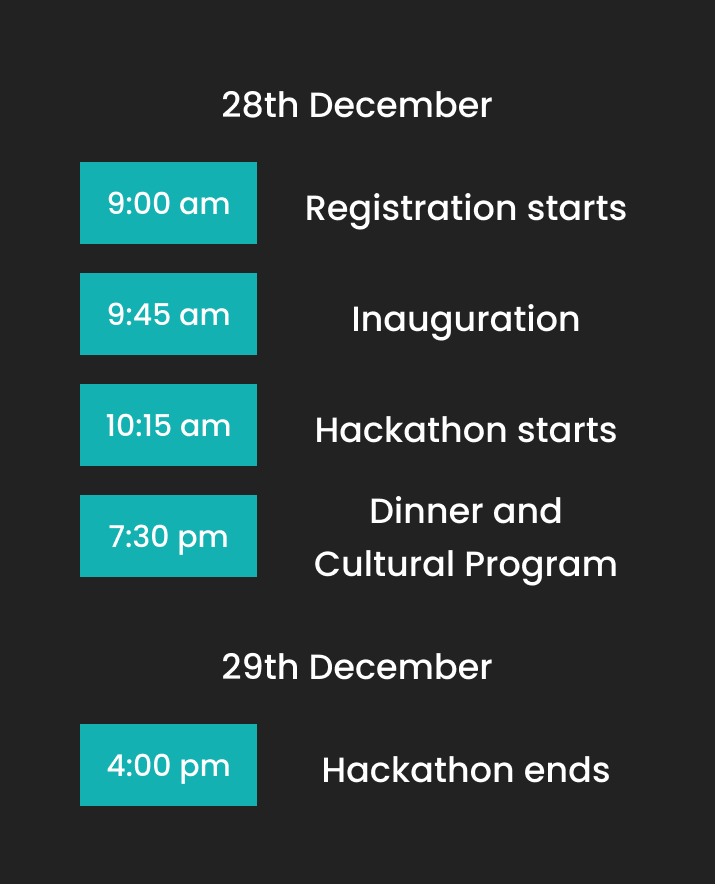 28th December
9:00 am
Registration starts
9:45 am
Inauguration
10:15 am
Hackathon starts
7:30 pm
Dinner and
Cultural Program
29th December
4:00 pm
Hackathon ends